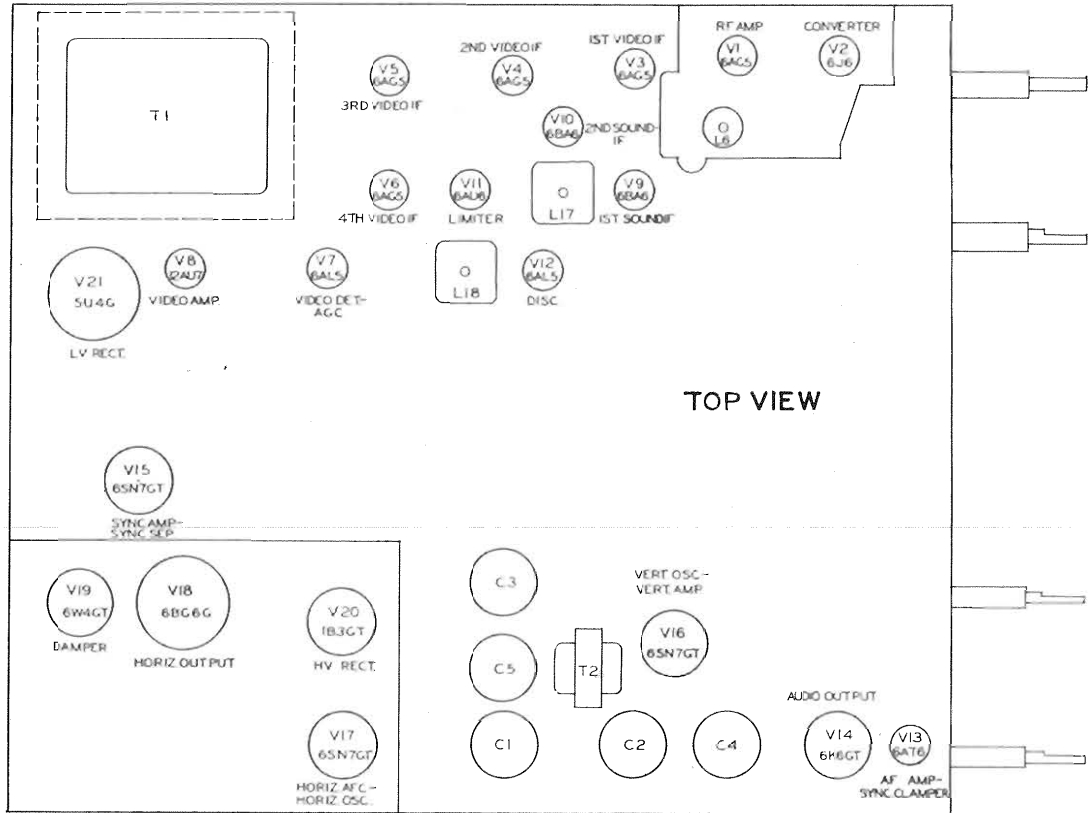 RF AMP
CONVERTER
1ST VIDEO IF
2ND VIDEO IF
V1
6AG5
V2
6J6
V3
6AG5
V4
6AG5
V5
6AG5
3RD VIDEO IF
T1
V10
6BA6
2ND SOUND-
IF
L6
V6
6AG5
4TH VIDEO IF
V11
6AU6
LIMITER
L17
V9
6BA6
1ST SOUND IF
V21
5U4G
LV RECT.
V8
12AU7
VIDEO AMP.
V7
6AL5
VIDEO DET-
AGC
L18
V12
6AL5
DISC
TOP VIEW
V15
6SN7GT
SYNC AMP-
SYNC SEP
V19
6W4GT
DAMPER
V18
6BG6G
HORIZ OUTPUT
V20
1B3GT
HV RECT.
C3
VERT OSC-
VERT AMP
V16
6SN7GT
C5
T2
V17
6SN7GT
HORIZ AFC-
HORIZ OSC.
C1
C2
C4
AUDIO OUTPUT
V14
6K6GT
V13
6AT6
AF AMP-
SYNC CLAMPER